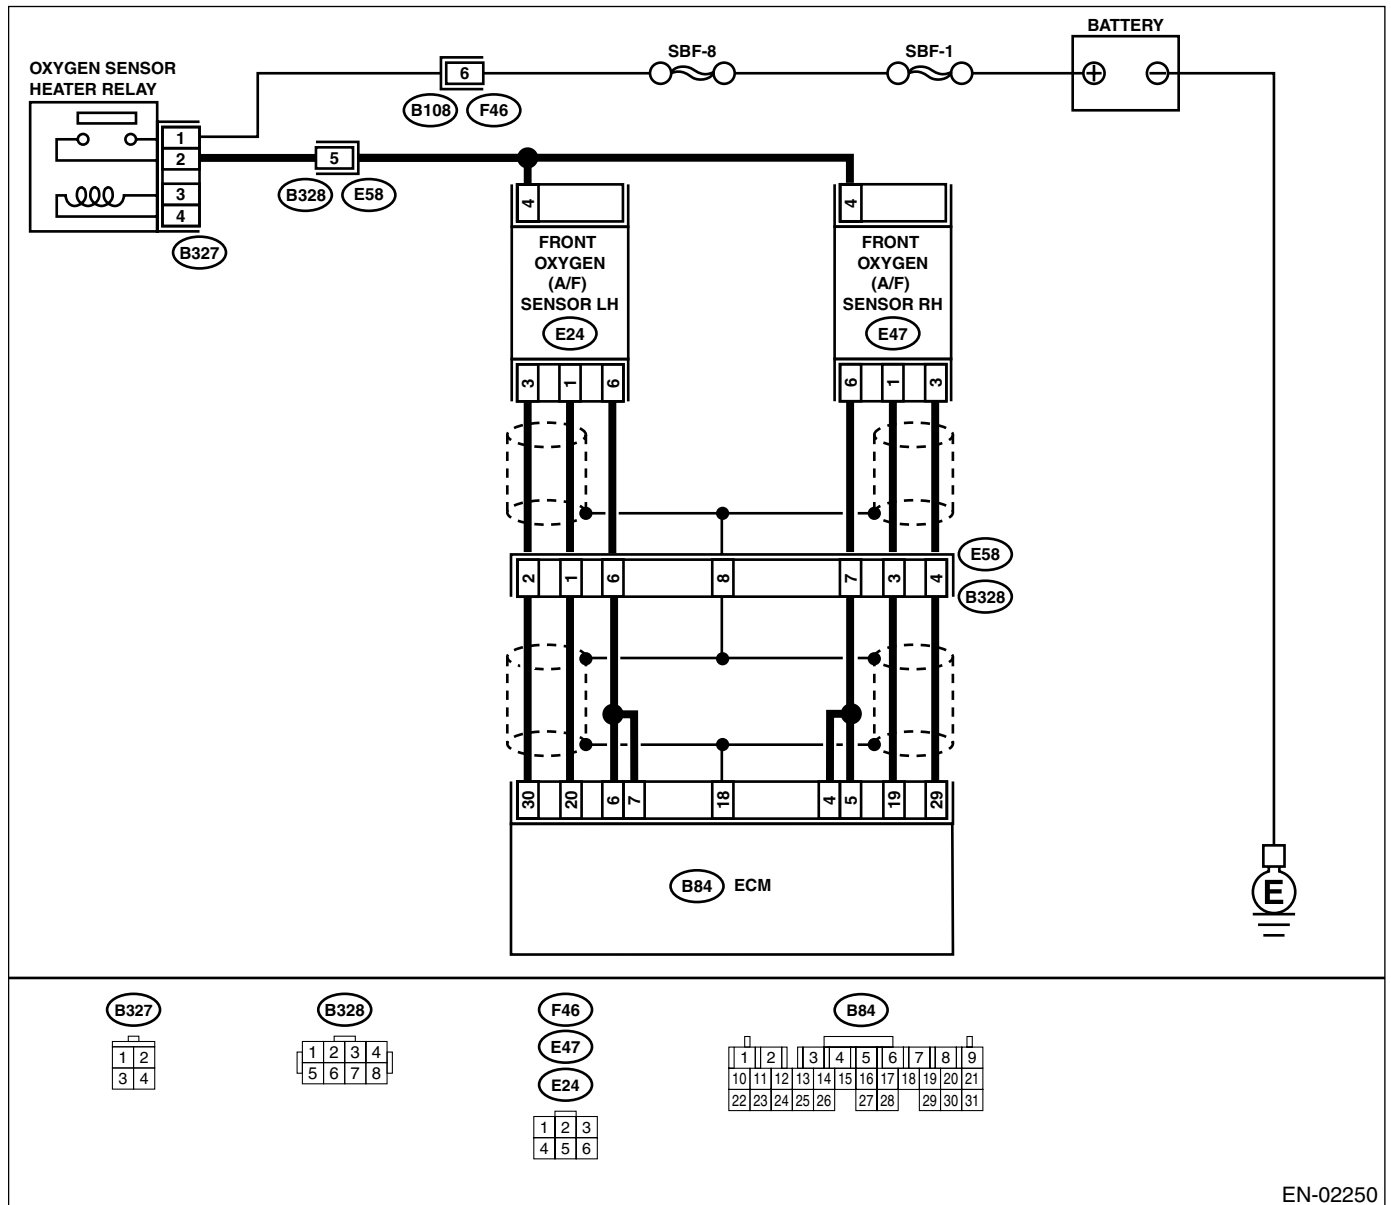 BATTERY
SBF-8
SBF-1
OXYGEN SENSOR
HEATER RELAY
6
B108
F46
1
2
3
4
5
B328
E58
B327
4
4
FRONT
OXYGEN
(A/F)
SENSOR LH
E24
FRONT
OXYGEN
(A/F)
SENSOR RH
E47
3 1 6
6 1 3
E58
2 1 6 8 7 3 4
B328
30 20 6 7 18 4 5 19 29
B84 ECM
E
B327
1 2
3 4
B328
1 2 3 4
5 6 7 8
F46
E47
E24
1 2 3
4 5 6
B84
1 2 3 4 5 6 7 8 9
10 11 12 13 14 15 16 17 18 19 20 21
22 23 24 25 26 27 28 29 30 31
EN-02250